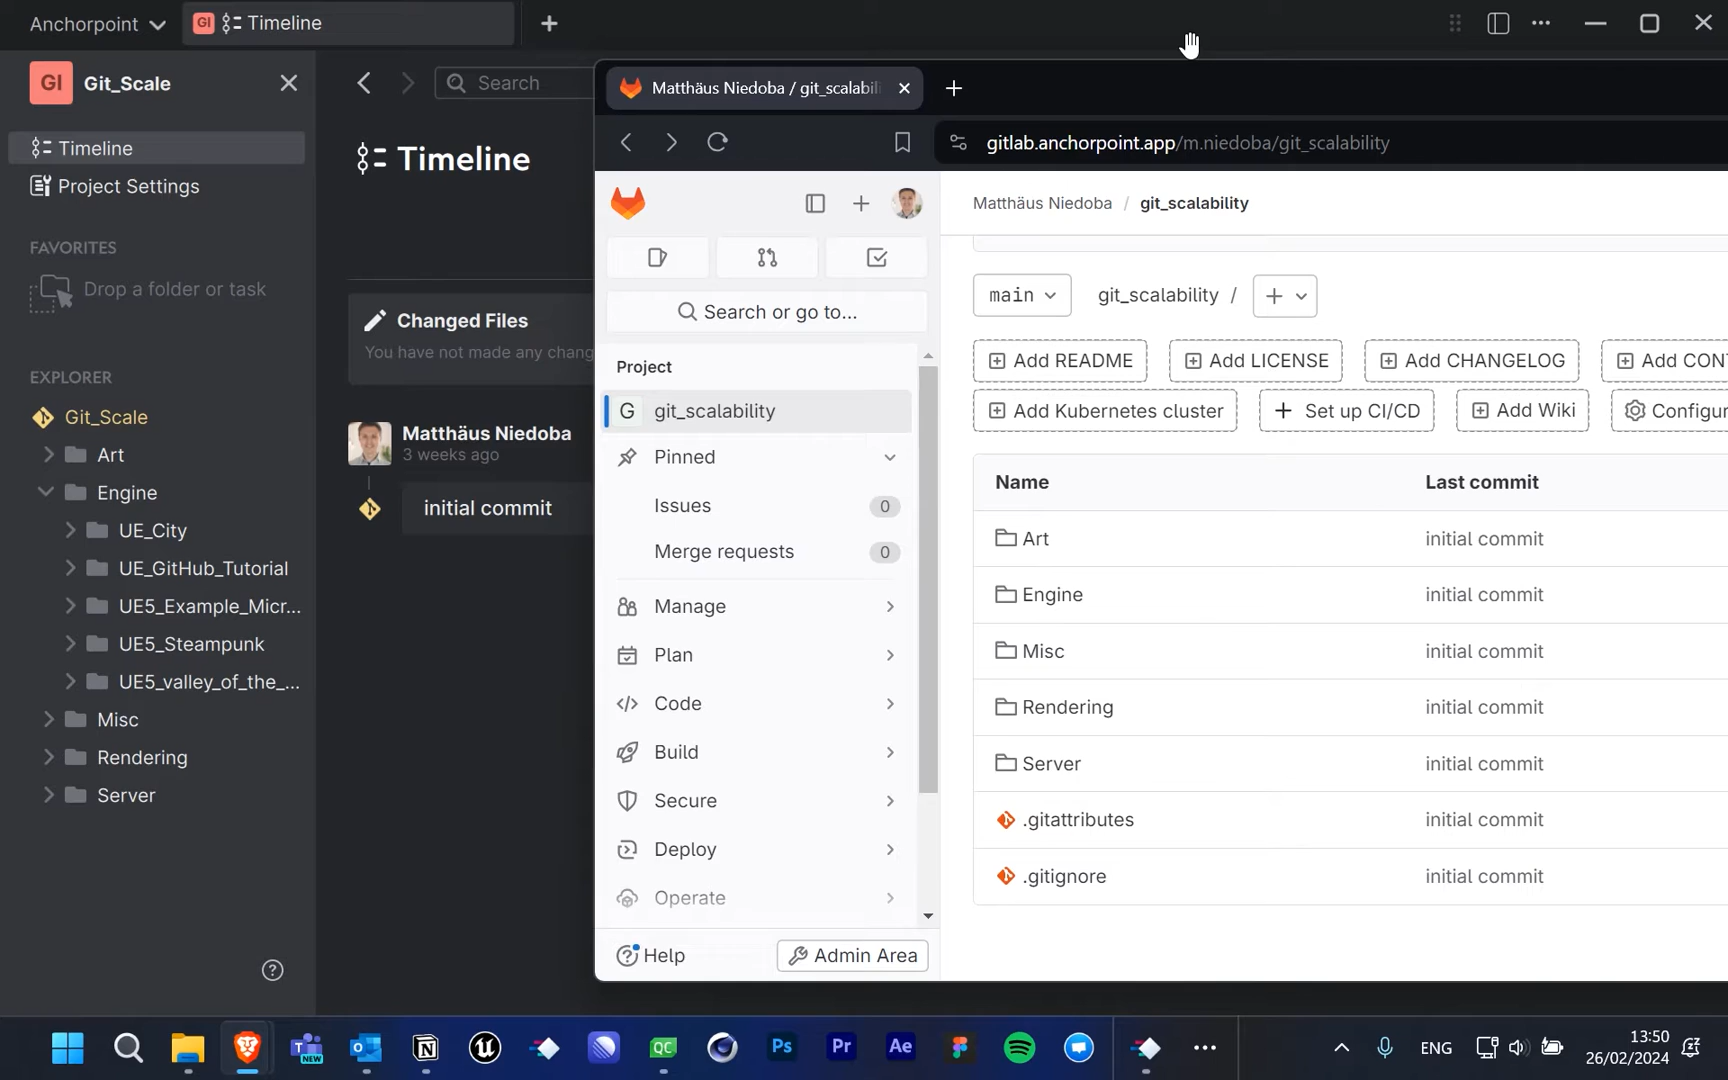 Anchorpoint
GI Timeline
GI Git_Scale
Timeline
Project Settings
FAVORITES
Drop a folder or task
EXPLORER
Git_Scale
Art
Engine
UE_City
UE_GitHub_Tutorial
UE5_Example_Micr...
UE5_Steampunk
UE5_valley_of_the_...
Misc
Rendering
Server
Search
Timeline
Changed Files
You have not made any chang
Matthäus Niedoba
3 weeks ago
initial commit
Matthäus Niedoba / git_scalabili
gitlab.anchorpoint.app/m.niedoba/git_scalability
Search or go to...
Project
G git_scalability
Pinned
Issues 0
Merge requests 0
Manage
Plan
Code
Build
Secure
Deploy
Operate
Help
Admin Area
Matthäus Niedoba / git_scalability
main git_scalability /
Add README Add LICENSE Add CHANGELOG Add CONT
Add Kubernetes cluster Set up CI/CD Add Wiki Configur
Name Last commit
Art initial commit
Engine initial commit
Misc initial commit
Rendering initial commit
Server initial commit
.gitattributes initial commit
.gitignore initial commit
NEW QC Ps Pr Ae ENG 13:50
26/02/2024